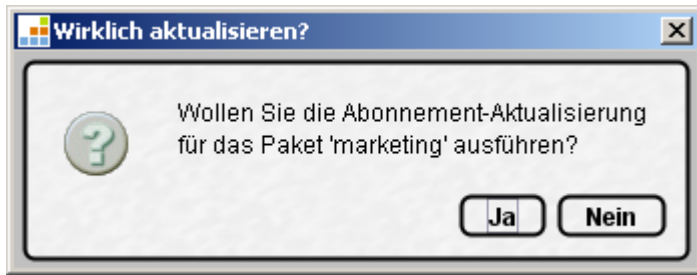 Wirklich aktualisieren?
Wollen Sie die Abonnement-Aktualisierung
für das Paket 'marketing' ausführen?
Ja Nein